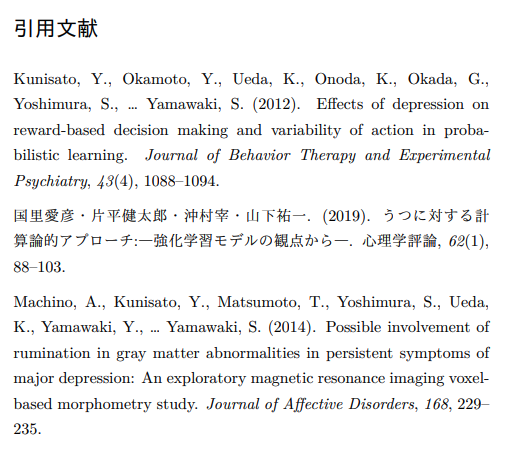 引用文献
Kunisato, Y., Okamoto, Y., Ueda, K., Onoda, K., Okada, G.,
Yoshimura, S., … Yamawaki, S. (2012). Effects of depression on
reward-based decision making and variability of action in proba-
bilistic learning. Journal of Behavior Therapy and Experimental
Psychiatry, 43(4), 1088–1094.
国里愛彦・片平健太郎・沖村宰・山下祐一. (2019). うつに対する計
算論的アプローチ:—強化学習モデルの観点から—. 心理学評論, 62(1),
88–103.
Machino, A., Kunisato, Y., Matsumoto, T., Yoshimura, S., Ueda,
K., Yamawaki, Y., … Yamawaki, S. (2014). Possible involvement of
rumination in gray matter abnormalities in persistent symptoms of
major depression: An exploratory magnetic resonance imaging voxel-
based morphometry study. Journal of Affective Disorders, 168, 229–
235.